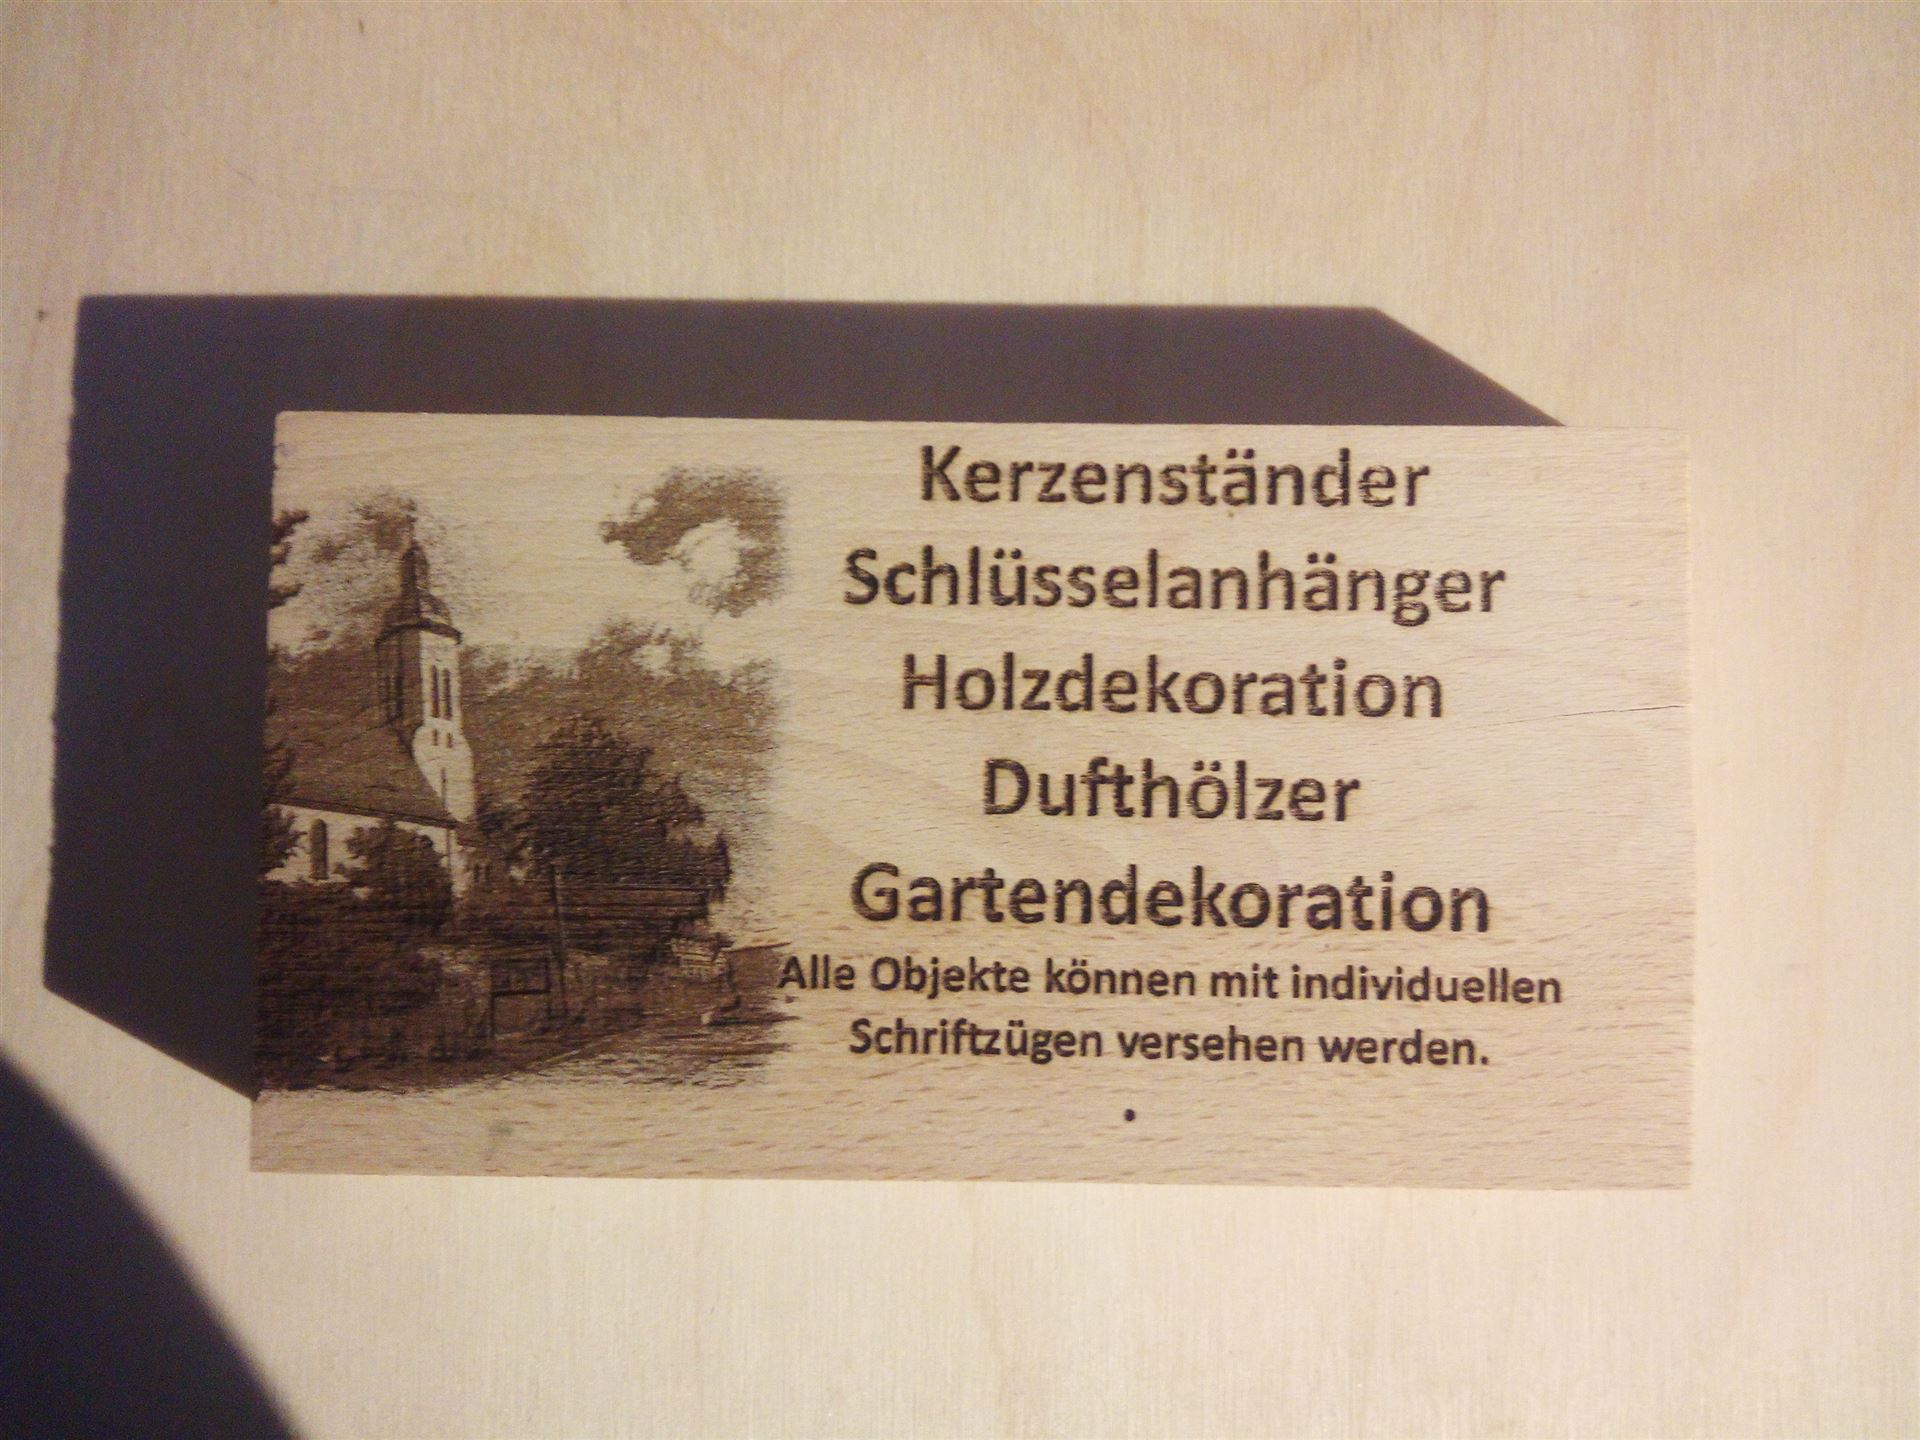 Kerzenständer
Schlüsselanhänger
Holzdekoration
Dufthölzer
Gartendekoration
Alle Objekte können mit individuellen
Schriftzügen versehen werden.